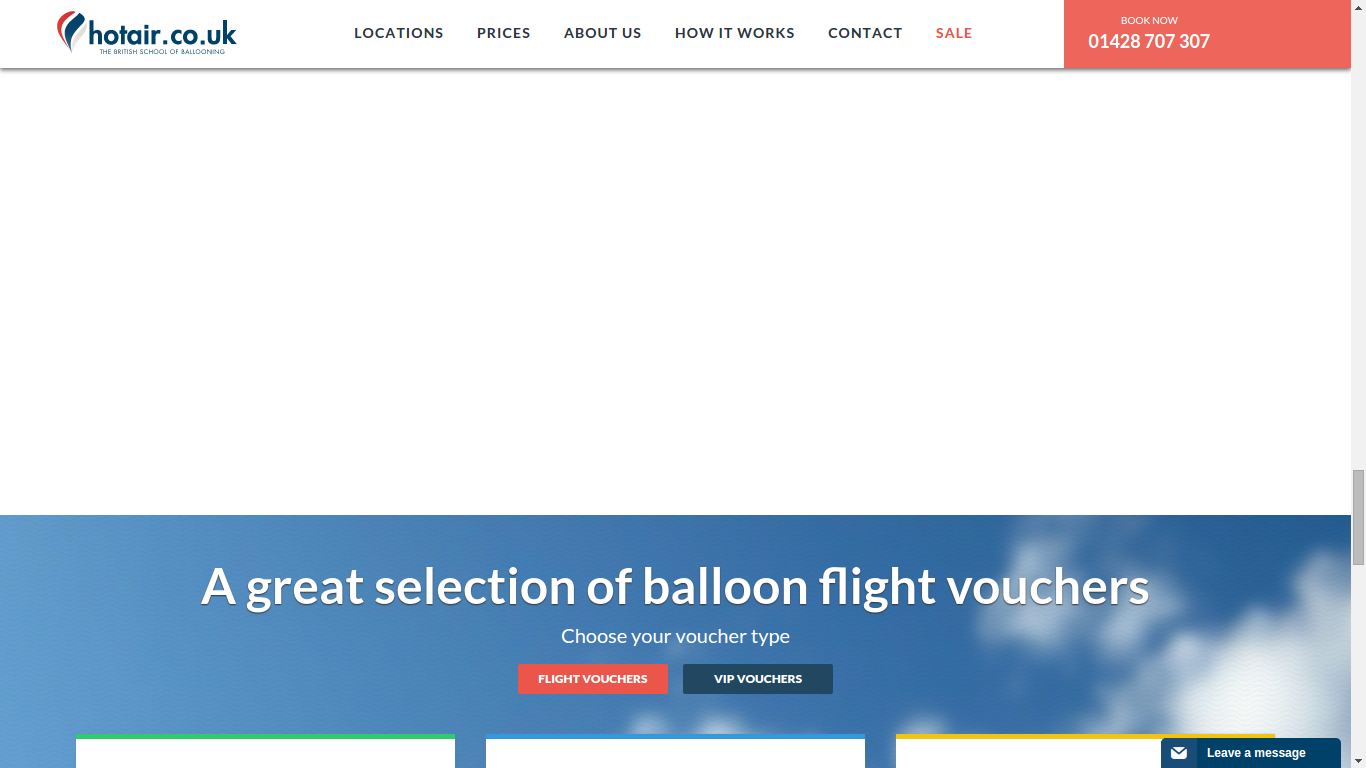 hotair.co.uk
THE BRITISH SCHOOL OF BALLOONING
LOCATIONS PRICES ABOUT US HOW IT WORKS CONTACT SALE
BOOK NOW
01428 707 307
A great selection of balloon flight vouchers
Choose your voucher type
FLIGHT VOUCHERS VIP VOUCHERS
Leave a message